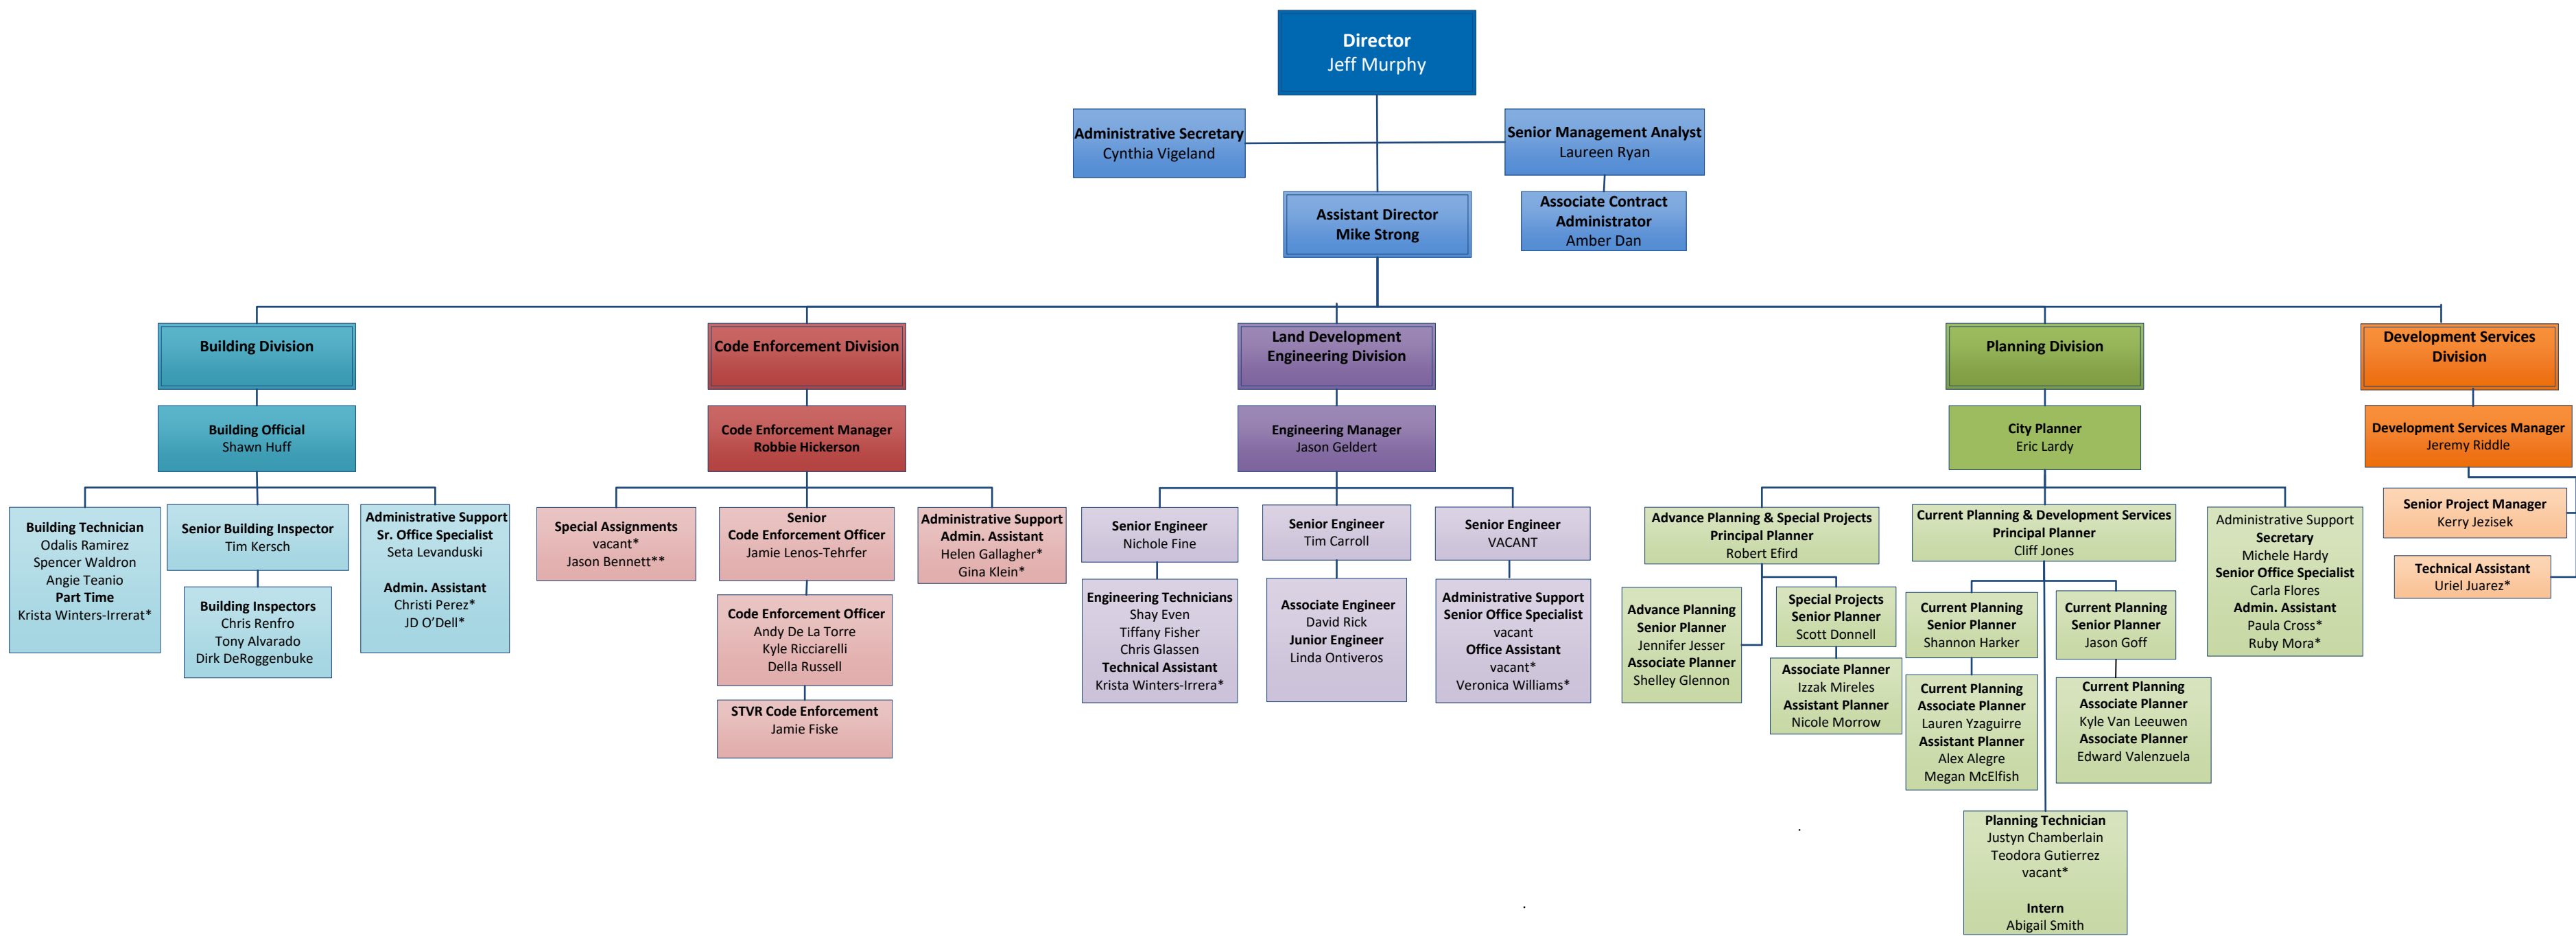 Director
Jeff Murphy
Administrative Secretary
Cynthia Vigeland
Senior Management Analyst
Laureen Ryan
Assistant Director
Mike Strong
Associate Contract
Administrator
Amber Dan
Building Division
Code Enforcement Division
Land Development
Engineering Division
Planning Division
Development Services
Division
Building Official
Shawn Huff
Code Enforcement Manager
Robbie Hickerson
Engineering Manager
Jason Geldert
City Planner
Eric Lardy
Development Services Manager
Jeremy Riddle
Building Technician
Odalis Ramirez
Spencer Waldron
Angie Teanio
Part Time
Krista Winters-Irrerat*
Senior Building Inspector
Tim Kersch
Building Inspectors
Chris Renfro
Tony Alvarado
Dirk DeRoggenbuke
Administrative Support
Sr. Office Specialist
Seta Levanduski
Admin. Assistant
Christi Perez*
JD O’Dell*
Special Assignments
vacant*
Jason Bennett**
Senior
Code Enforcement Officer
Jamie Lenos-Tehrfer
Code Enforcement Officer
Andy De La Torre
Kyle Ricciarelli
Della Russell
STVR Code Enforcement
Jamie Fiske
Administrative Support
Admin. Assistant
Helen Gallagher*
Gina Klein*
Senior Engineer
Nichole Fine
Engineering Technicians
Shay Even
Tiffany Fisher
Chris Glassen
Technical Assistant
Krista Winters-Irrera*
Senior Engineer
Tim Carroll
Associate Engineer
David Rick
Junior Engineer
Linda Ontiveros
Senior Engineer
VACANT
Administrative Support
Senior Office Specialist
vacant
Office Assistant
vacant*
Veronica Williams*
Advance Planning & Special Projects
Principal Planner
Robert Efird
Advance Planning
Senior Planner
Jennifer Jesser
Associate Planner
Shelley Glennon
Special Projects
Senior Planner
Scott Donnell
Associate Planner
Izzak Mireles
Assistant Planner
Nicole Morrow
Current Planning & Development Services
Principal Planner
Cliff Jones
Current Planning
Senior Planner
Shannon Harker
Current Planning
Associate Planner
Lauren Yzaguirre
Assistant Planner
Alex Alegre
Megan McElfish
Current Planning
Senior Planner
Jason Goff
Current Planning
Associate Planner
Kyle Van Leeuwen
Associate Planner
Edward Valenzuela
Planning Technician
Justyn Chamberlain
Teodora Gutierrez
vacant*
Intern
Abigail Smith
Administrative Support
Secretary
Michele Hardy
Senior Office Specialist
Carla Flores
Admin. Assistant
Paula Cross*
Ruby Mora*
Senior Project Manager
Kerry Jezisek
Technical Assistant
Uriel Juarez*